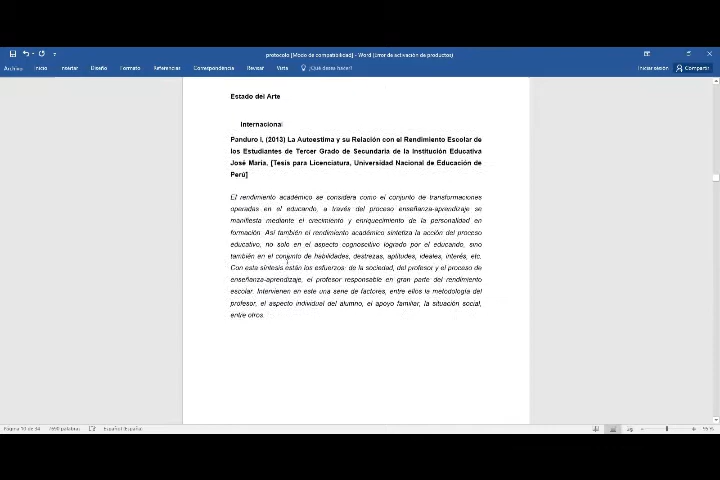 protocolo [Modo de compatibilidad] - Word (Error de activación de productos)
Archivo Inicio Insertar Diseño Formato Referencias Correspondencia Revisar Vista ¿Qué desea hacer? Iniciar sesión Compartir
Estado del Arte
Internacional
Panduro I, (2013) La Autoestima y su Relación con el Rendimiento Escolar de
los Estudiantes de Tercer Grado de Secundaria de la Institución Educativa
José María, [Tesis para Licenciatura, Universidad Nacional de Educación de
Perú]
El rendimiento académico se considera como el conjunto de transformaciones
operadas en el educando, a través del proceso enseñanza-aprendizaje se
manifiesta mediante el crecimiento y enriquecimiento de la personalidad en
formación. Así también el rendimiento académico sintetiza la acción del proceso
educativo, no solo en el aspecto cognoscitivo logrado por el educando, sino
también en el conjunto de habilidades, destrezas, aptitudes, ideales, interés, etc.
Con esta síntesis están los esfuerzos: de la sociedad, del profesor y el proceso de
enseñanza-aprendizaje, el profesor responsable en gran parte del rendimiento
escolar. Intervienen en este una serie de factores, entre ellos la metodología del
profesor, el aspecto individual del alumno, el apoyo familiar, la situación social,
entre otros.
Página 10 de 34 7690 palabras Español (España)